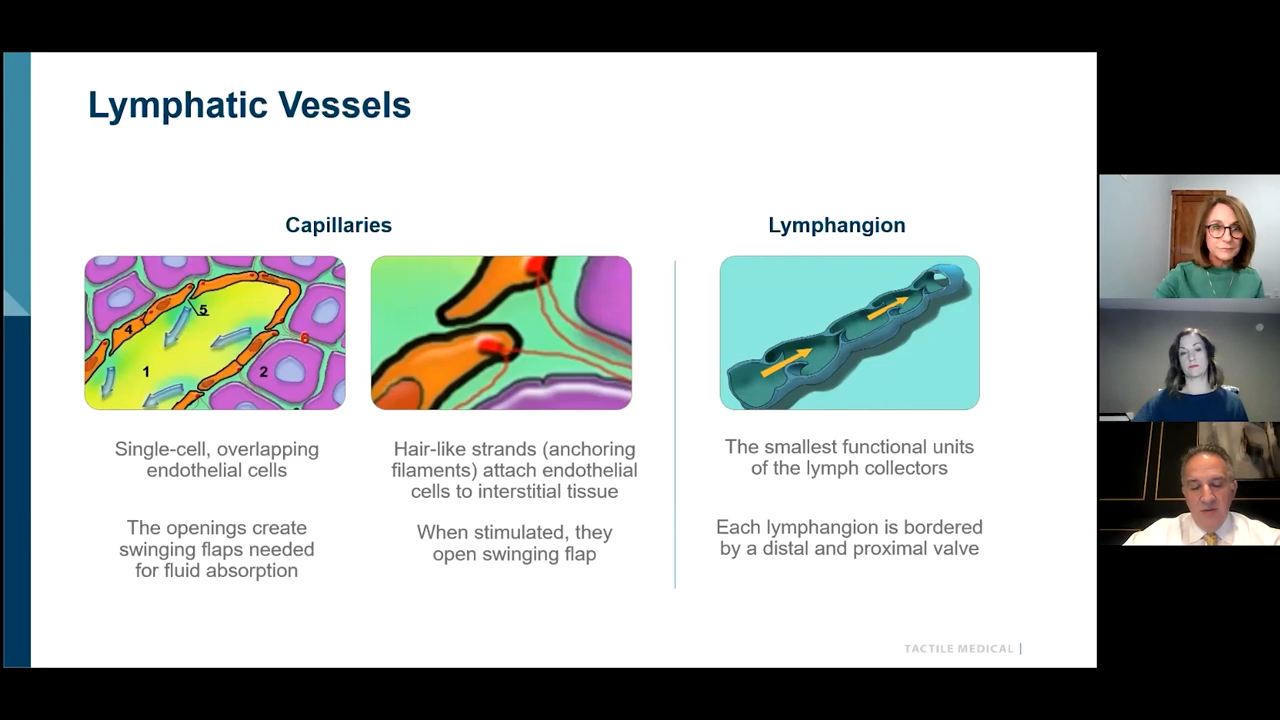 Lymphatic Vessels
Capillaries
4
5
6
1
2
Single-cell, overlapping
endothelial cells
The openings create
swinging flaps needed
for fluid absorption
Hair-like strands (anchoring
filaments) attach endothelial
cells to interstitial tissue
When stimulated, they
open swinging flap
Lymphangion
The smallest functional units
of the lymph collectors
Each lymphangion is bordered
by a distal and proximal valve
TACTILE MEDICAL |